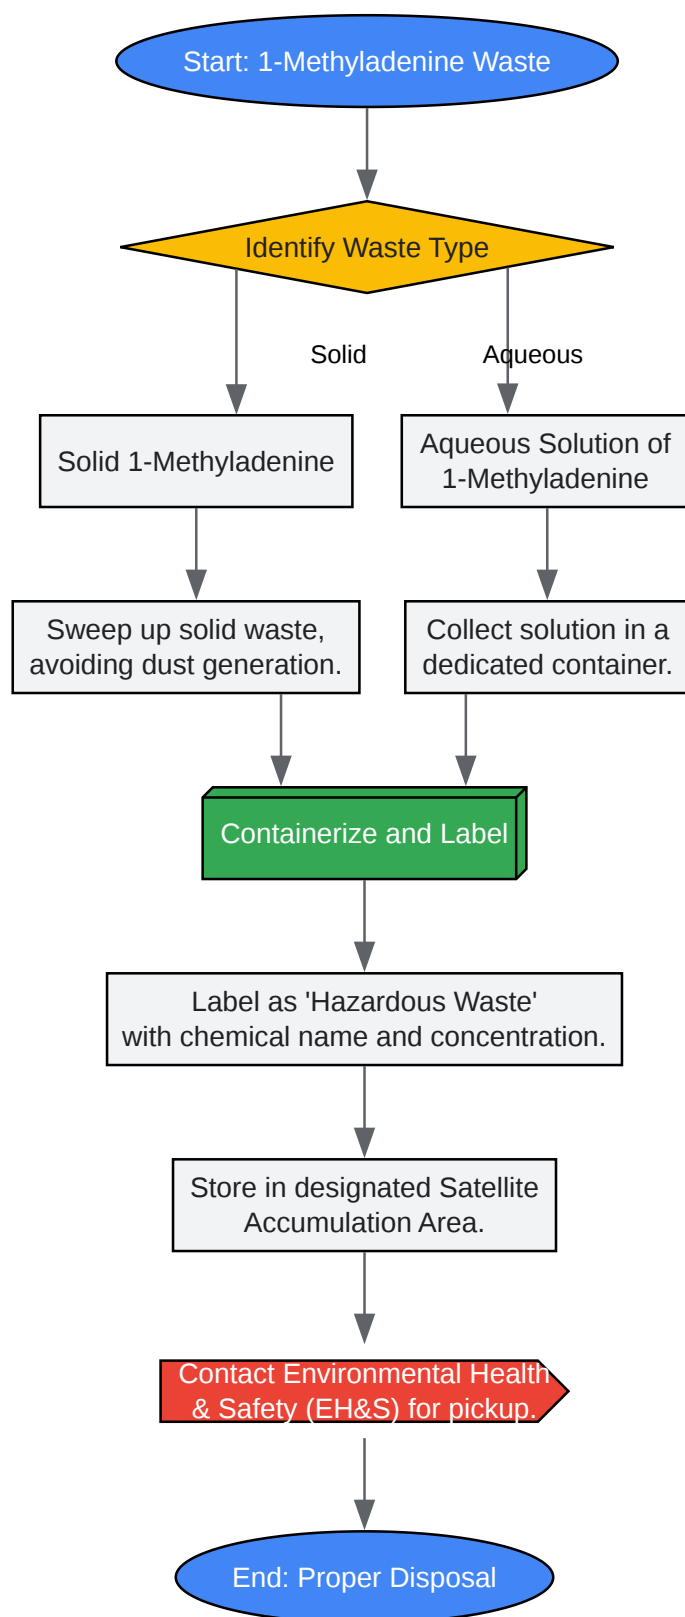 Start: 1-Methyladenine Waste
Identify Waste Type
Solid
Aqueous
Solid 1-Methyladenine
Aqueous Solution of
1-Methyladenine
Sweep up solid waste,
avoiding dust generation.
Collect solution in a
dedicated container.
Containerize and Label
Label as 'Hazardous Waste'
with chemical name and concentration.
Store in designated Satellite
Accumulation Area.
Contact Environmental Health
& Safety (EH&S) for pickup.
End: Proper Disposal